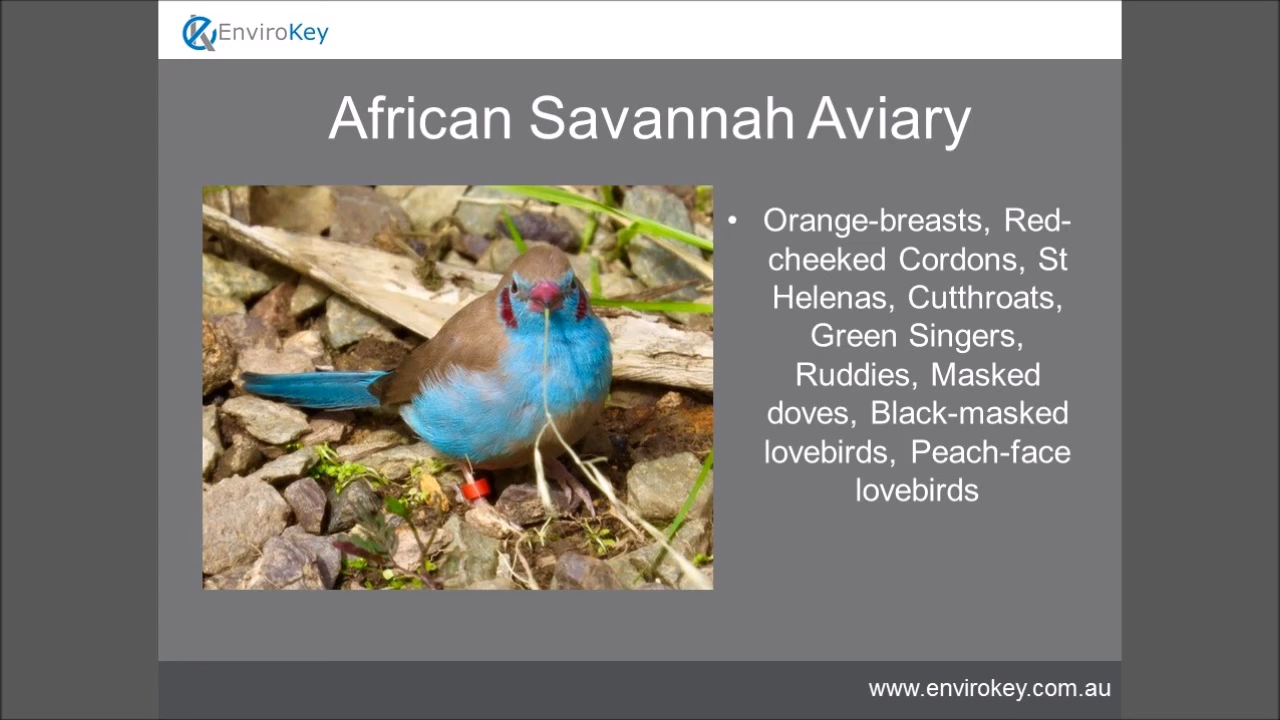 EnviroKey
African Savannah Aviary
• Orange-breasts, Red-
cheeked Cordons, St
Helenas, Cutthroats,
Green Singers,
Ruddies, Masked
doves, Black-masked
lovebirds, Peach-face
lovebirds
www.envirokey.com.au